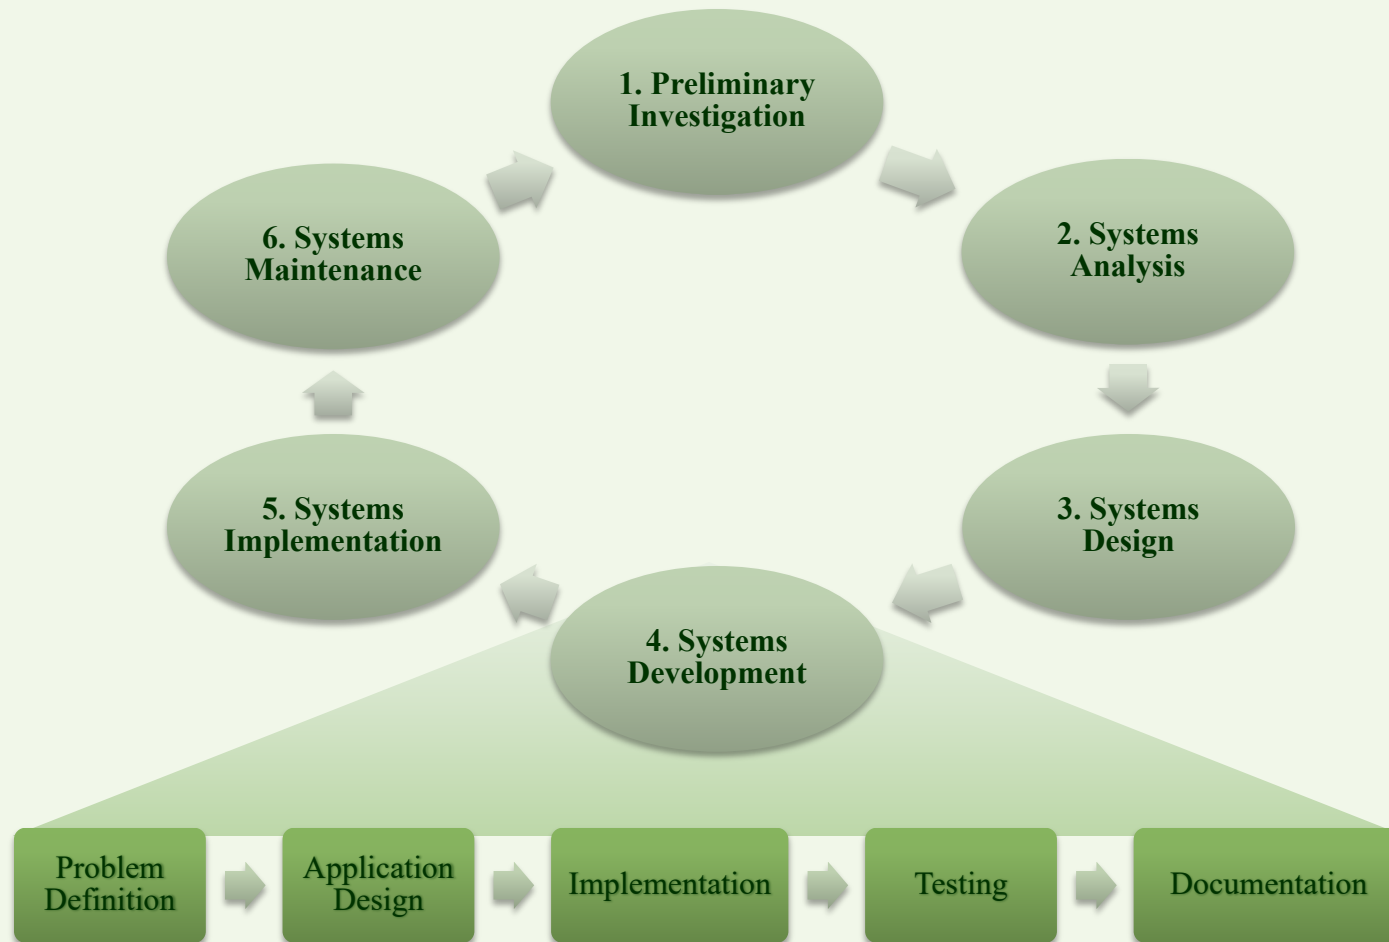 1. Preliminary
Investigation
2. Systems
Analysis
3. Systems
Design
4. Systems
Development
5. Systems
Implementation
6. Systems
Maintenance
Problem
Definition
Application
Design
Implementation
Testing
Documentation